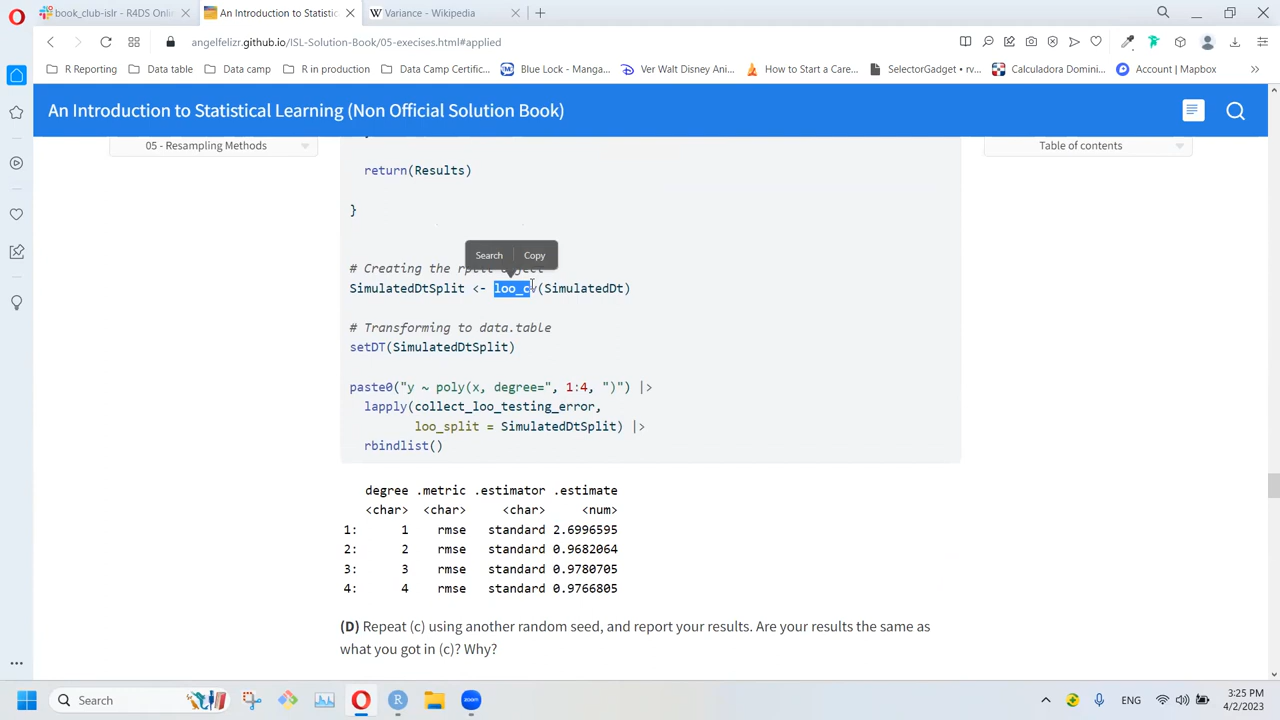 book_club-islr - R4DS Onli
An Introduction to Statistic
Variance - Wikipedia
angelfelizr.github.io/ISL-Solution-Book/05-execises.html#applied
R Reporting
Data table
Data camp
R in production
Data Camp Certific...
Blue Lock - Manga...
Ver Walt Disney Ani...
How to Start a Care...
SelectorGadget • rv...
Calculadora Domini...
Account | Mapbox
An Introduction to Statistical Learning (Non Official Solution Book)
05 - Resampling Methods
Table of contents
return(Results)
}
Search
Copy
# Creating the object
SimulatedDtSplit <- loo_cv(SimulatedDt)
# Transforming to data.table
setDT(SimulatedDtSplit)
paste0("y ~ poly(x, degree=", 1:4, ")") |>
lapply(collect_loo_testing_error,
loo_split = SimulatedDtSplit) |>
rbindlist()
degree .metric .estimator .estimate
<char> <char> <char> <num>
1: 1 rmse standard 2.6996595
2: 2 rmse standard 0.9682064
3: 3 rmse standard 0.9780705
4: 4 rmse standard 0.9766805
(D) Repeat (c) using another random seed, and report your results. Are your results the same as
what you got in (c)? Why?
Search
zoom
ENG
3:25 PM
4/2/2023